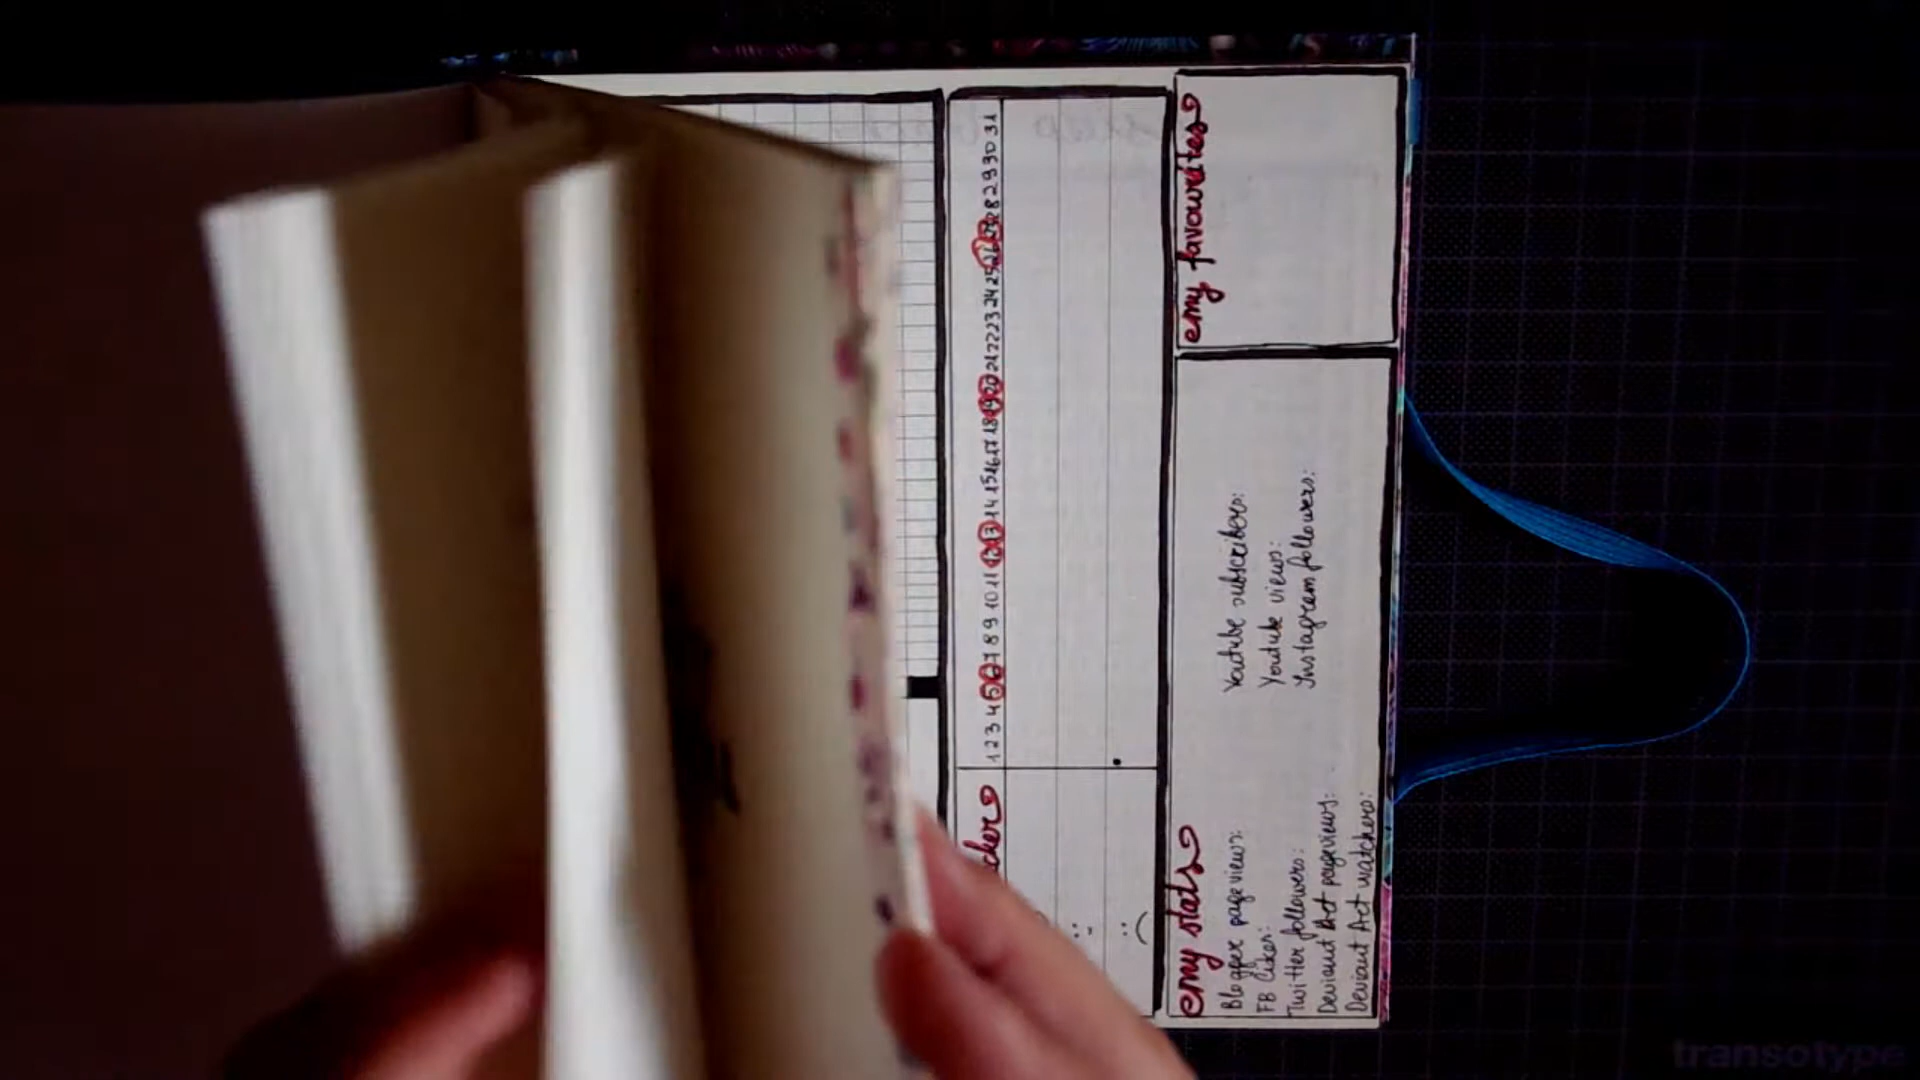 1 2 3 4 5 6 7 8 9 10 11 12 13 14 15 16 17 18 19 20 21 22 23 24 25 26 27 28 29 30 31
:(
emy stats
Blogger pageviews:
FB likes:
Twitter followers:
Deviant Art pageviews:
Deviant Art watchers:
Youtube subscribers:
Youtube views:
Instagram followers:
emy favourites
transotype